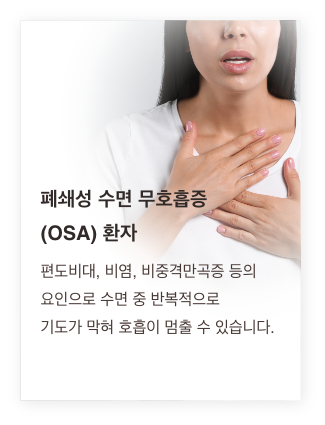 폐쇄성 수면 무호흡증
(OSA) 환자
편도비대, 비염, 비중격만곡증 등의
요인으로 수면 중 반복적으로
기도가 막혀 호흡이 멈출 수 있습니다.